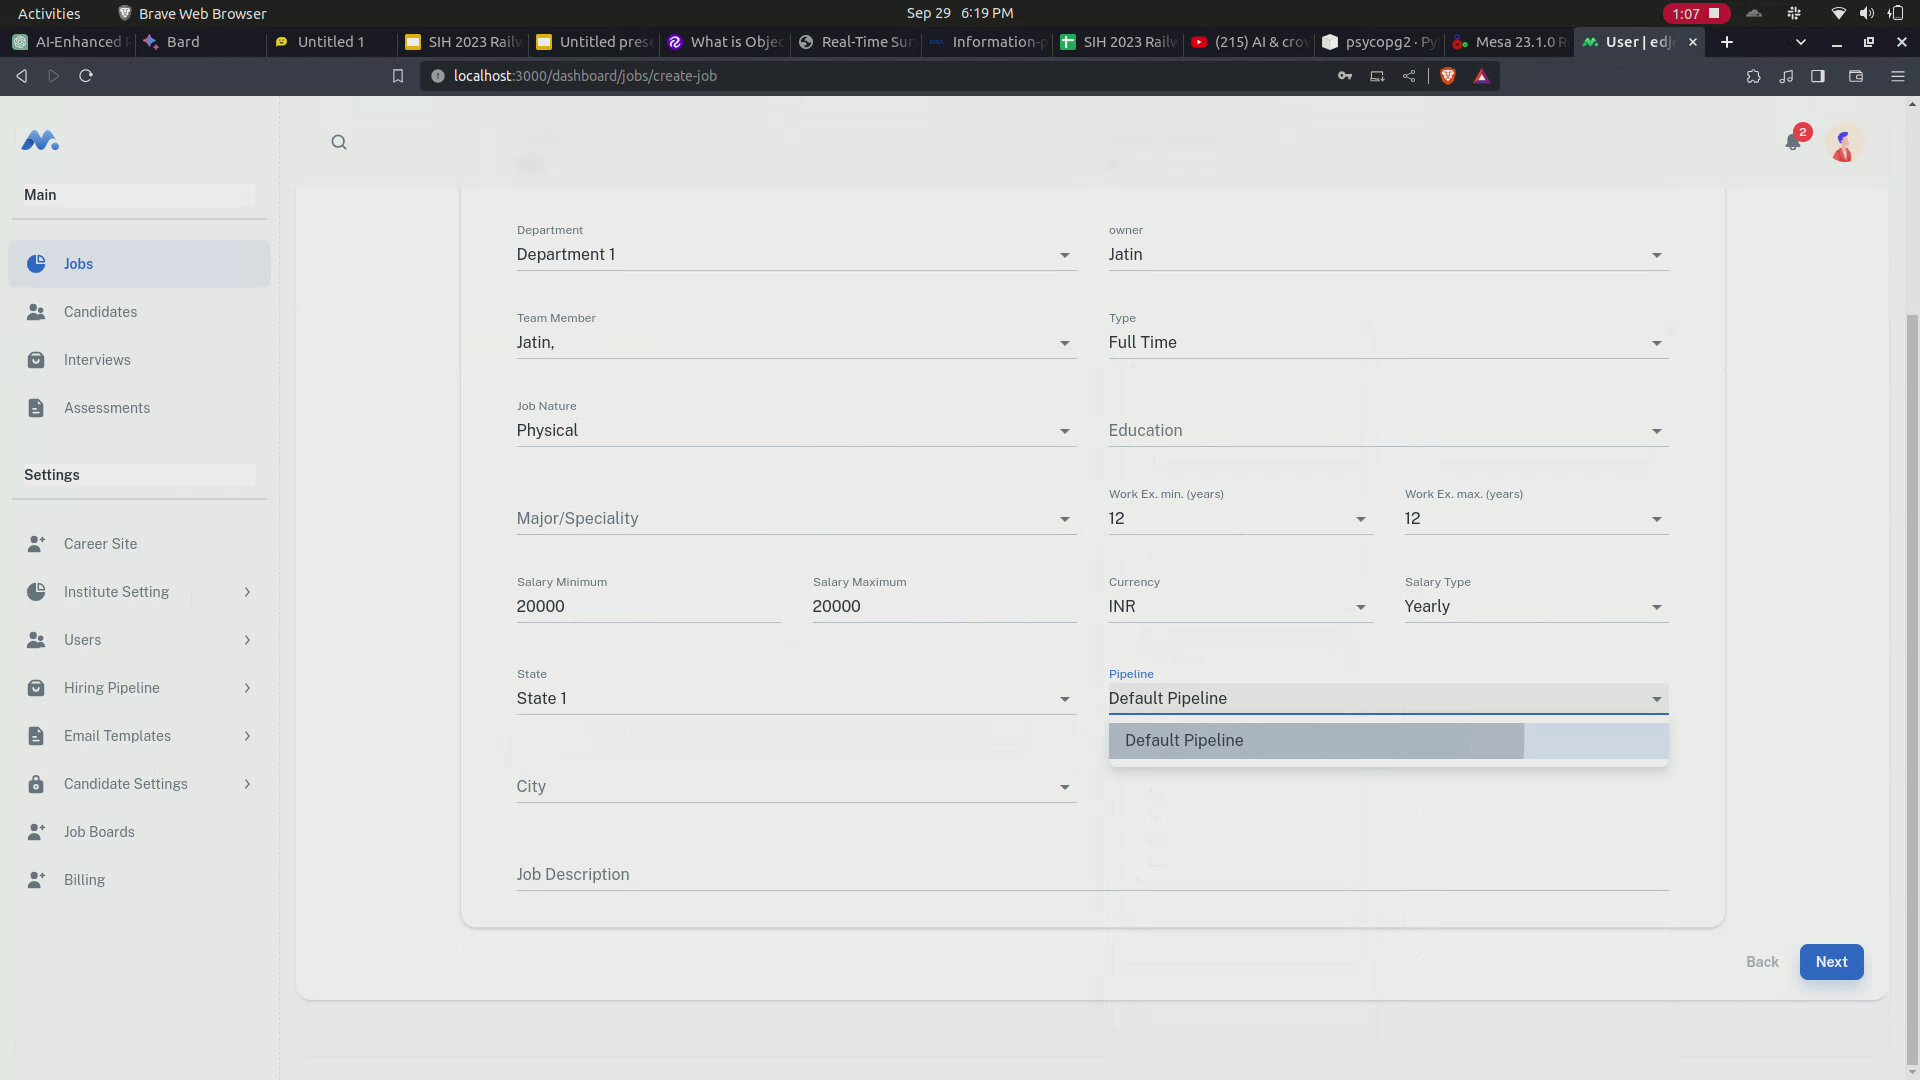 Activities
Brave Web Browser
Sep 29 6:19 PM
1:07
AI-Enhanced
Bard
Untitled 1
SIH 2023 Railw
Untitled prese
What is Objec
Real-Time Sur
Information-p
SIH 2023 Railw
(215) AI & crow
psycopg2 · Py
Mesa 23.1.0 R
User | edj
localhost:3000/dashboard/jobs/create-job
2
Main
Jobs
Candidates
Interviews
Assessments
Settings
Career Site
Institute Setting
Users
Hiring Pipeline
Email Templates
Candidate Settings
Job Boards
Billing
Department
Department 1
owner
Jatin
Team Member
Jatin,
Type
Full Time
Job Nature
Physical
Education
Major/Speciality
Work Ex. min. (years)
12
Work Ex. max. (years)
12
Salary Minimum
20000
Salary Maximum
20000
Currency
INR
Salary Type
Yearly
State
State 1
Pipeline
Default Pipeline
Default Pipeline
City
Job Description
Back
Next